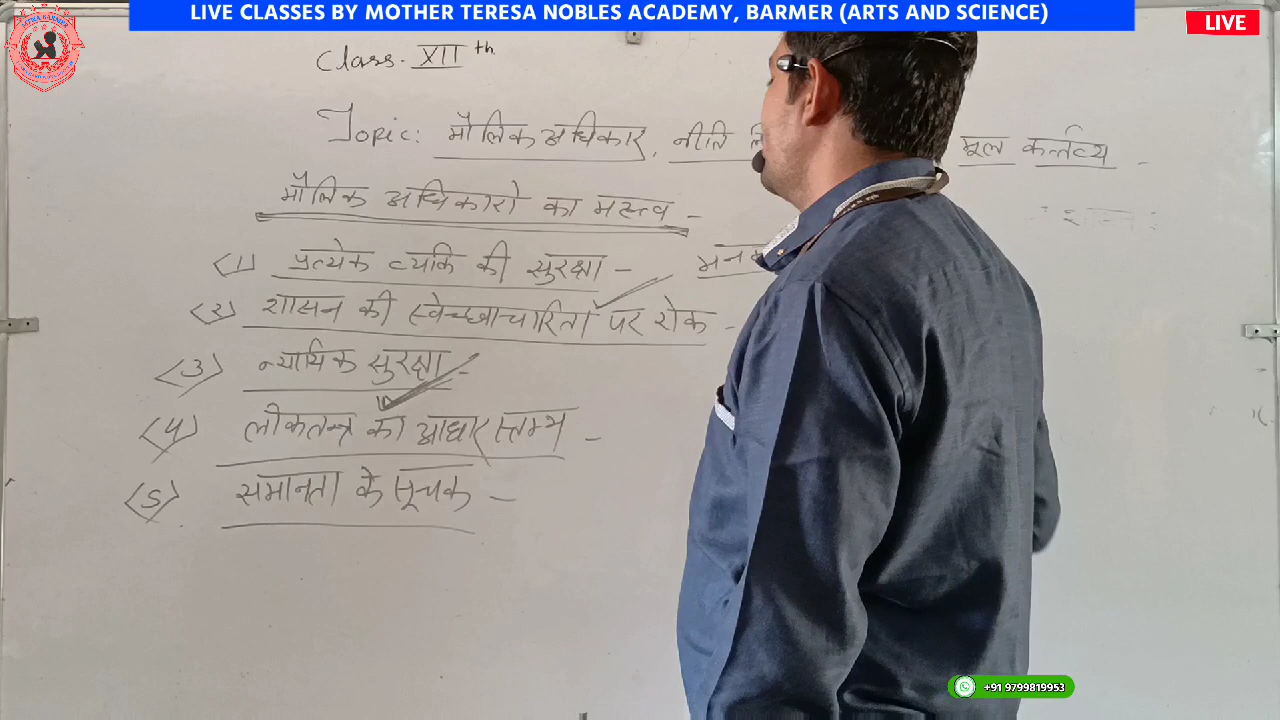 LIVE CLASSES BY MOTHER TERESA NOBLES ACADEMY, BARMER (ARTS AND SCIENCE)
LIVE
Class. XII th
Topic: मौलिक अधिकार, नीति मूल कर्तव्य -
मौलिक अधिकारो का महत्व -
<1> प्रत्येक व्यक्ति की सुरक्षा -
<2> शासन की स्वेच्छाचारिता पर रोक -
<3> न्यायिक सुरक्षा -
<4> लोकतन्त्र का आधार स्तम्भ -
<5> समानता के सूचक -
+91 9799819953